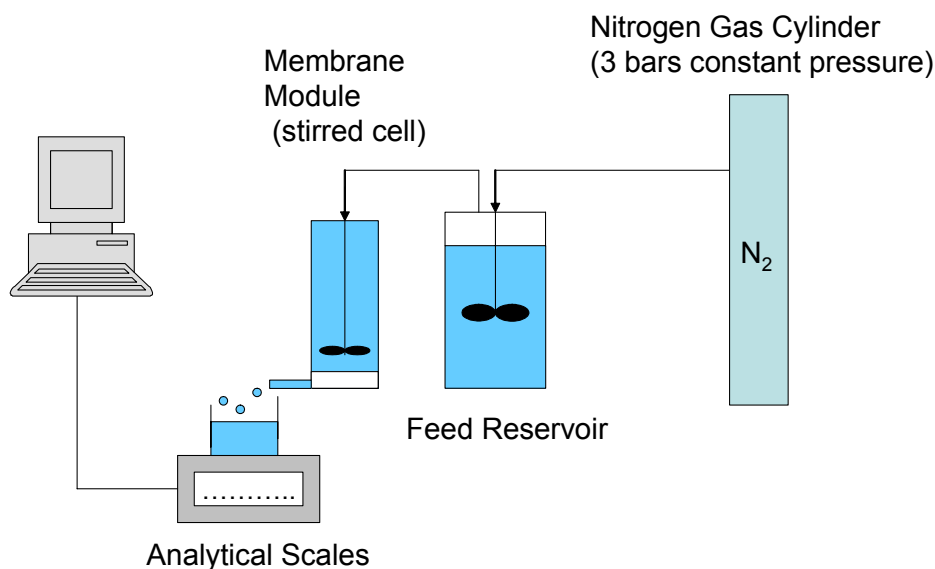 Nitrogen Gas Cylinder
(3 bars constant pressure)
Membrane
Module
(stirred cell)
N₂
Feed Reservoir
Analytical Scales